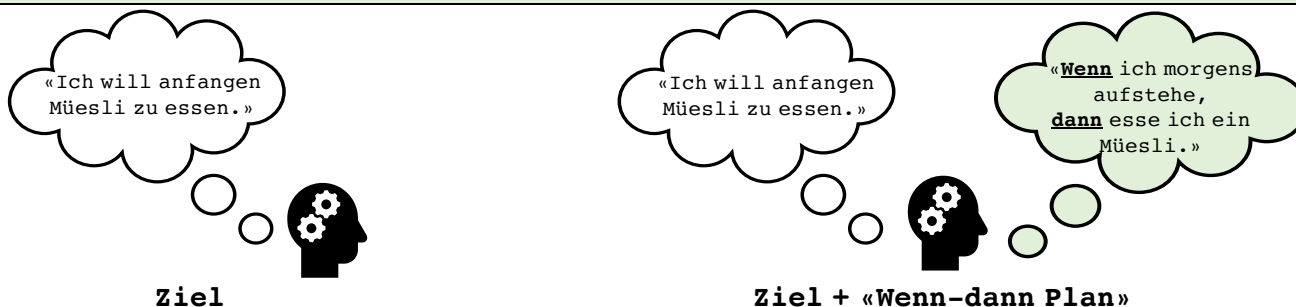 «Ich will anfangen
Müesli zu essen.»
Ziel
«Ich will anfangen
Müesli zu essen.»
«Wenn ich morgens
aufstehe,
dann esse ich ein
Müesli.»
Ziel + «Wenn-dann Plan»